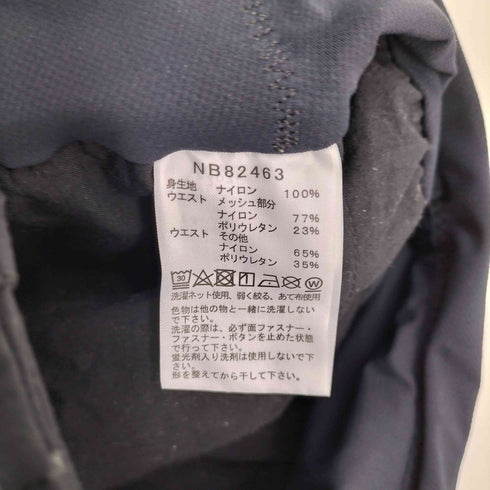 NB82463
身生地 ナイロン 100%
ウエスト メッシュ部分
ナイロン 77%
ポリウレタン 23%
ウエスト その他
ナイロン 65%
ポリウレタン 35%
30 W
洗濯ネット使用、弱く絞る、あて布使用
色物は他の物と一緒に洗濯しない
で下さい。
洗濯の際は、必ず面ファスナー・
ファスナー・ボタンを止めた状態
で行って下さい。
蛍光剤入り洗剤は使用しないで下
さい。
形を整えてから干して下さい。